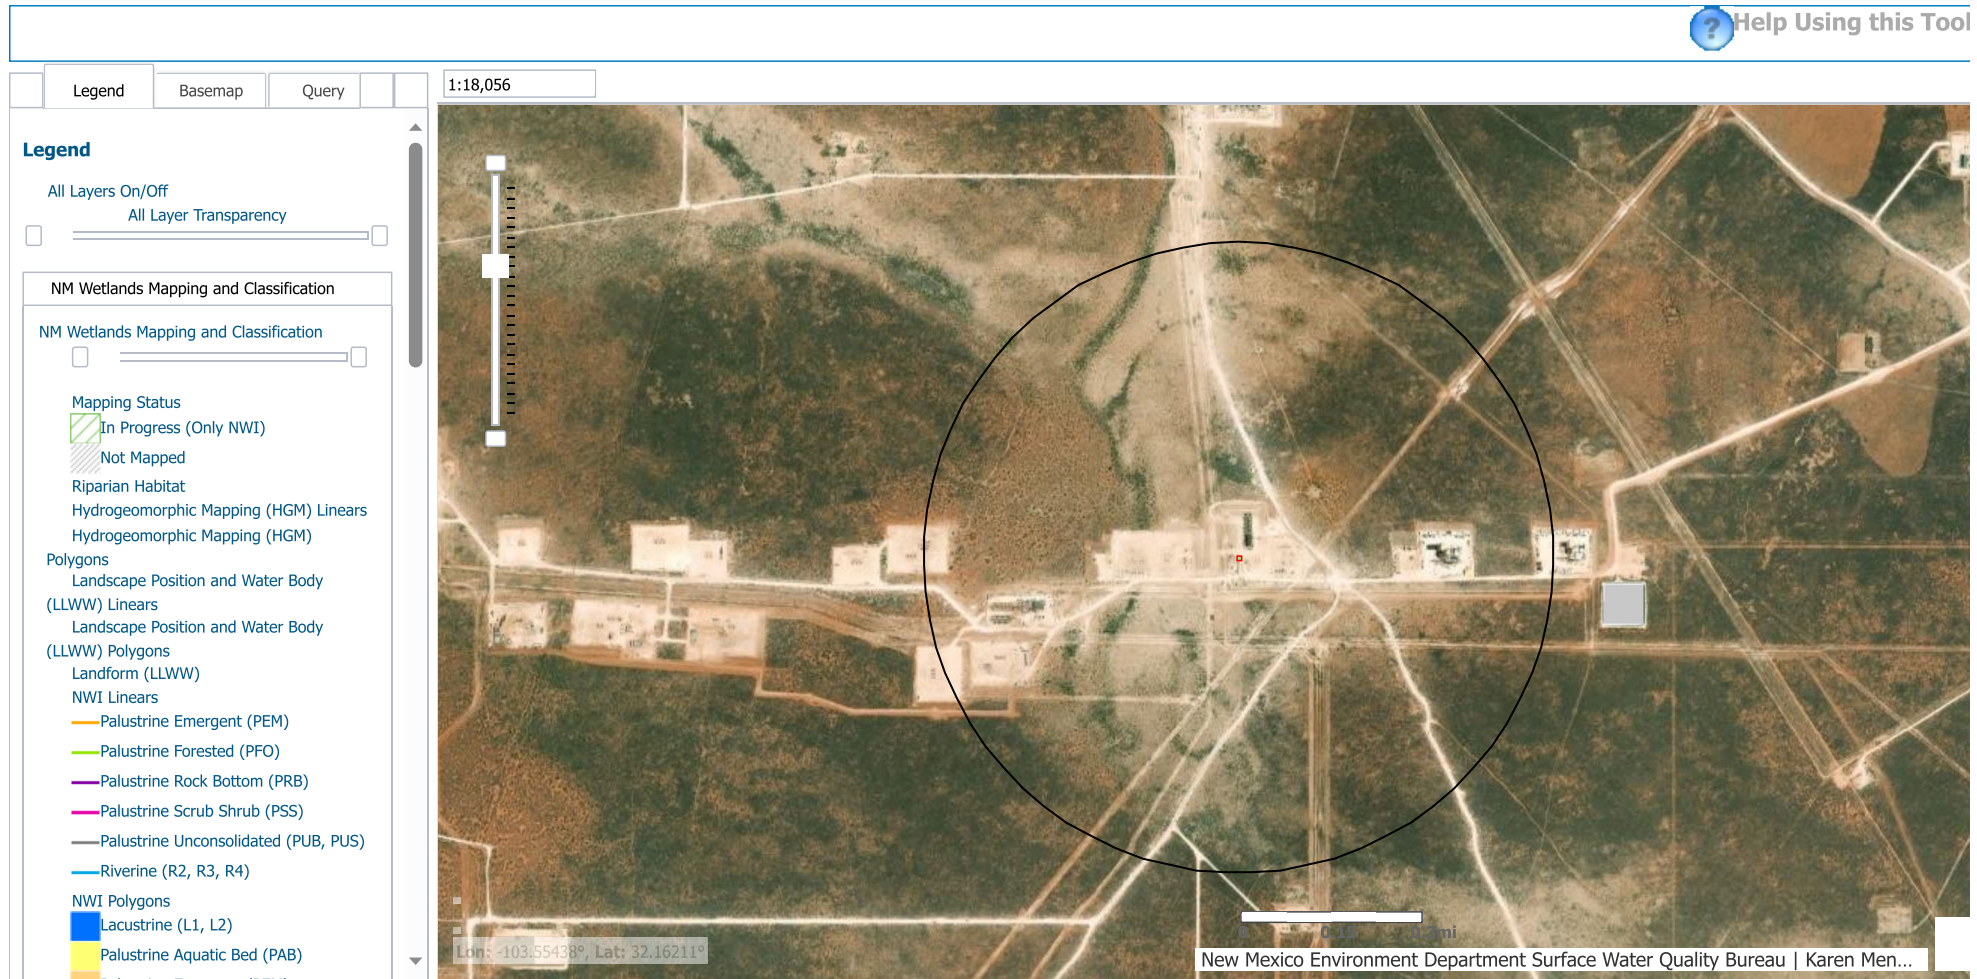 Help Using this Tool
Legend
Basemap
Query
1:18,056
Legend
All Layers On/Off
All Layer Transparency
NM Wetlands Mapping and Classification
NM Wetlands Mapping and Classification
Mapping Status
In Progress (Only NWI)
Not Mapped
Riparian Habitat
Hydrogeomorphic Mapping (HGM) Linears
Hydrogeomorphic Mapping (HGM)
Polygons
Landscape Position and Water Body
(LLWW) Linears
Landscape Position and Water Body
(LLWW) Polygons
Landform (LLWW)
NWI Linears
Palustrine Emergent (PEM)
Palustrine Forested (PFO)
Palustrine Rock Bottom (PRB)
Palustrine Scrub Shrub (PSS)
Palustrine Unconsolidated (PUB, PUS)
Riverine (R2, R3, R4)
NWI Polygons
Lacustrine (L1, L2)
Palustrine Aquatic Bed (PAB)
Lon: -103.55438°, Lat: 32.16211°
New Mexico Environment Department Surface Water Quality Bureau | Karen Men...